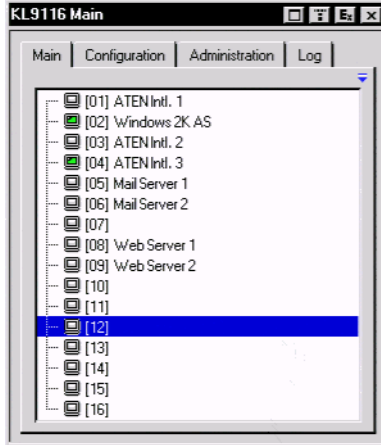 KL9116 Main
Main Configuration Administration Log
[01] ATEN Intl. 1
[02] Windows 2K AS
[03] ATEN Intl. 2
[04] ATEN Intl. 3
[05] Mail Server 1
[06] Mail Server 2
[07]
[08] Web Server 1
[09] Web Server 2
[10]
[11]
[12]
[13]
[14]
[15]
[16]